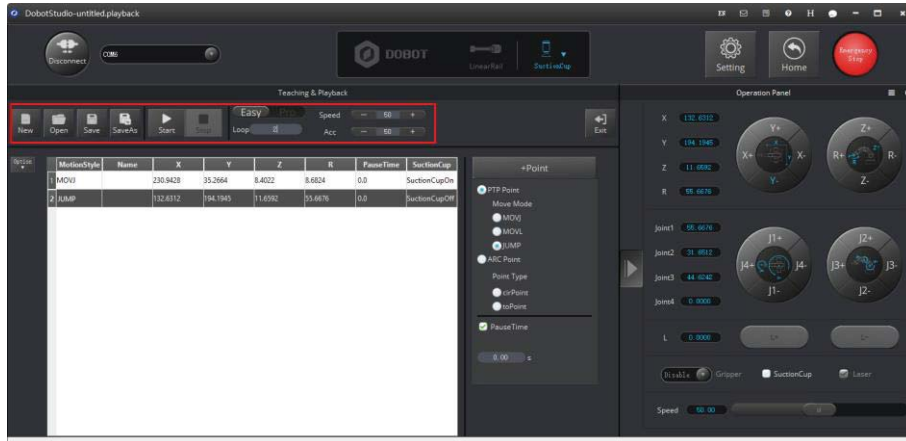 DobotStudio-untitled.playback
H
Disconnect
COM6
DOBOT
LinearRail
SuctionCup
Setting
Home
Emergency
Stop
Teaching & Playback
Operation Panel
New
Open
Save
SaveAs
Start
Stop
Easy
Pro
Loop
Speed
− 50 +
Acc
− 50 +
Exit
Option
MotionStyle Name X Y Z R PauseTime SuctionCup
1 MOVJ 230.9428 35.2664 8.4022 8.6824 0.0 SuctionCupOn
2 JUMP 132.6312 194.1945 11.6592 55.6676 0.0 SuctionCupOff
+Point
PTP Point
Move Mode
MOVJ
MOVL
JUMP
ARC Point
Point Type
cirPoint
toPoint
PauseTime
0.00 s
X 132.6312
Y 194.1945
Z 11.6592
R 55.6676
Y+
X+ X-
Y-
Z+
R+ R-
Z-
Joint1 55.6676
Joint2 31.6512
Joint3 44.6242
Joint4 0.0000
J1+
J4+ J4-
J1-
J2+
J3+ J3-
J2-
L 0.0000
L+
L-
Disable Gripper SuctionCup Laser
Speed 50.00